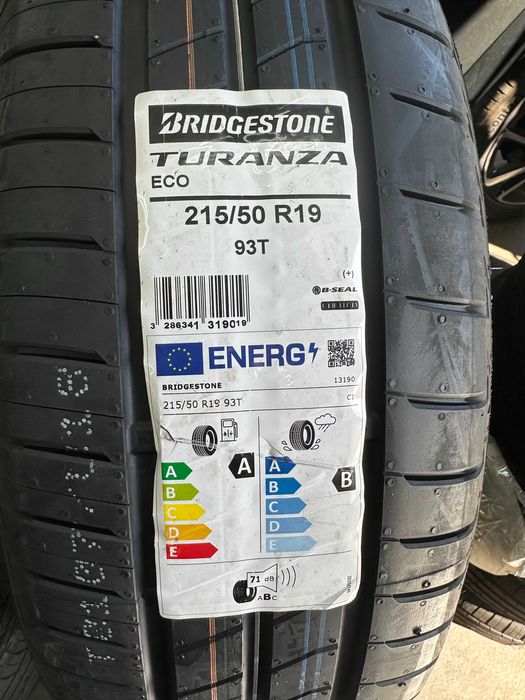 BRIDGESTONE
TURANZA
ECO
215/50 R19
93T
(+)
B-SEAL
3 286341 319019
ENERG
BRIDGESTONE
13190
215/50 R19 93T
C1
A
A
B
C
D
E
B
A
B
C
D
E
71 dB
ABC